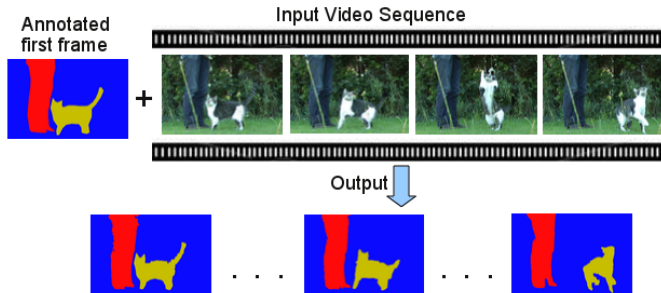 Input Video Sequence
Annotated
first frame
+
Output
. . .
. . .